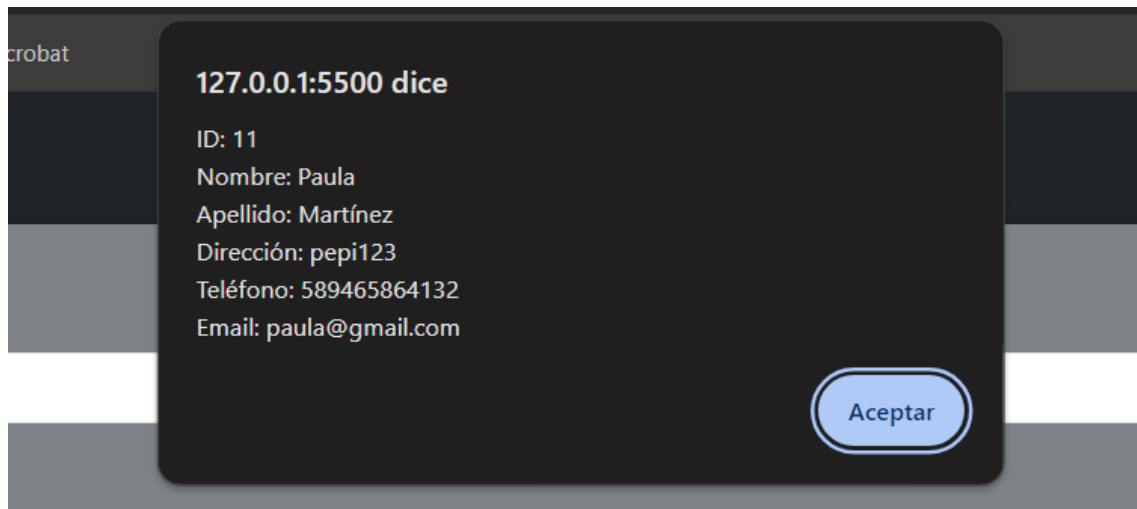 crobat
127.0.0.1:5500 dice
ID: 11
Nombre: Paula
Apellido: Martínez
Dirección: pepi123
Teléfono: 589465864132
Email: paula@gmail.com
Aceptar